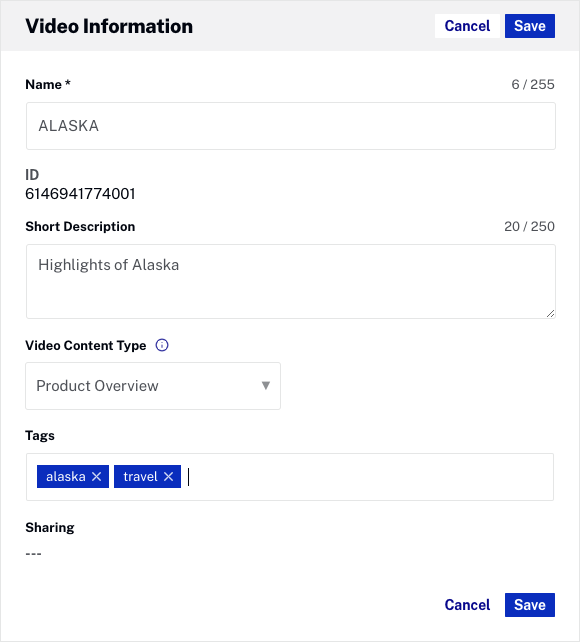 Video Information Cancel Save
Name * 6 / 255
ALASKA
ID
6146941774001
Short Description 20 / 250
Highlights of Alaska
Video Content Type
Product Overview
Tags
alaska travel
Sharing
---
Cancel Save